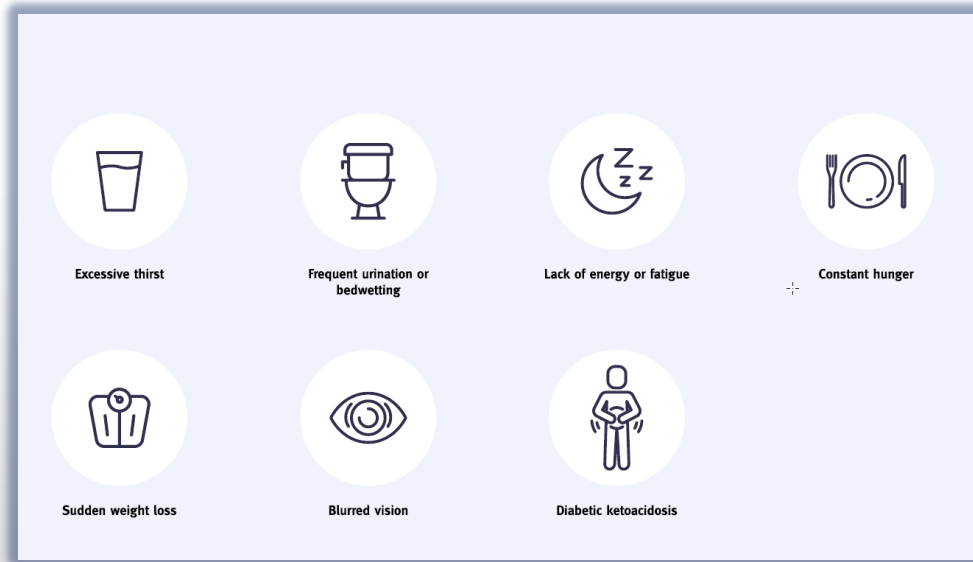 Excessive thirst
Frequent urination or
bedwetting
Lack of energy or fatigue
Constant hunger
Sudden weight loss
Blurred vision
Diabetic ketoacidosis